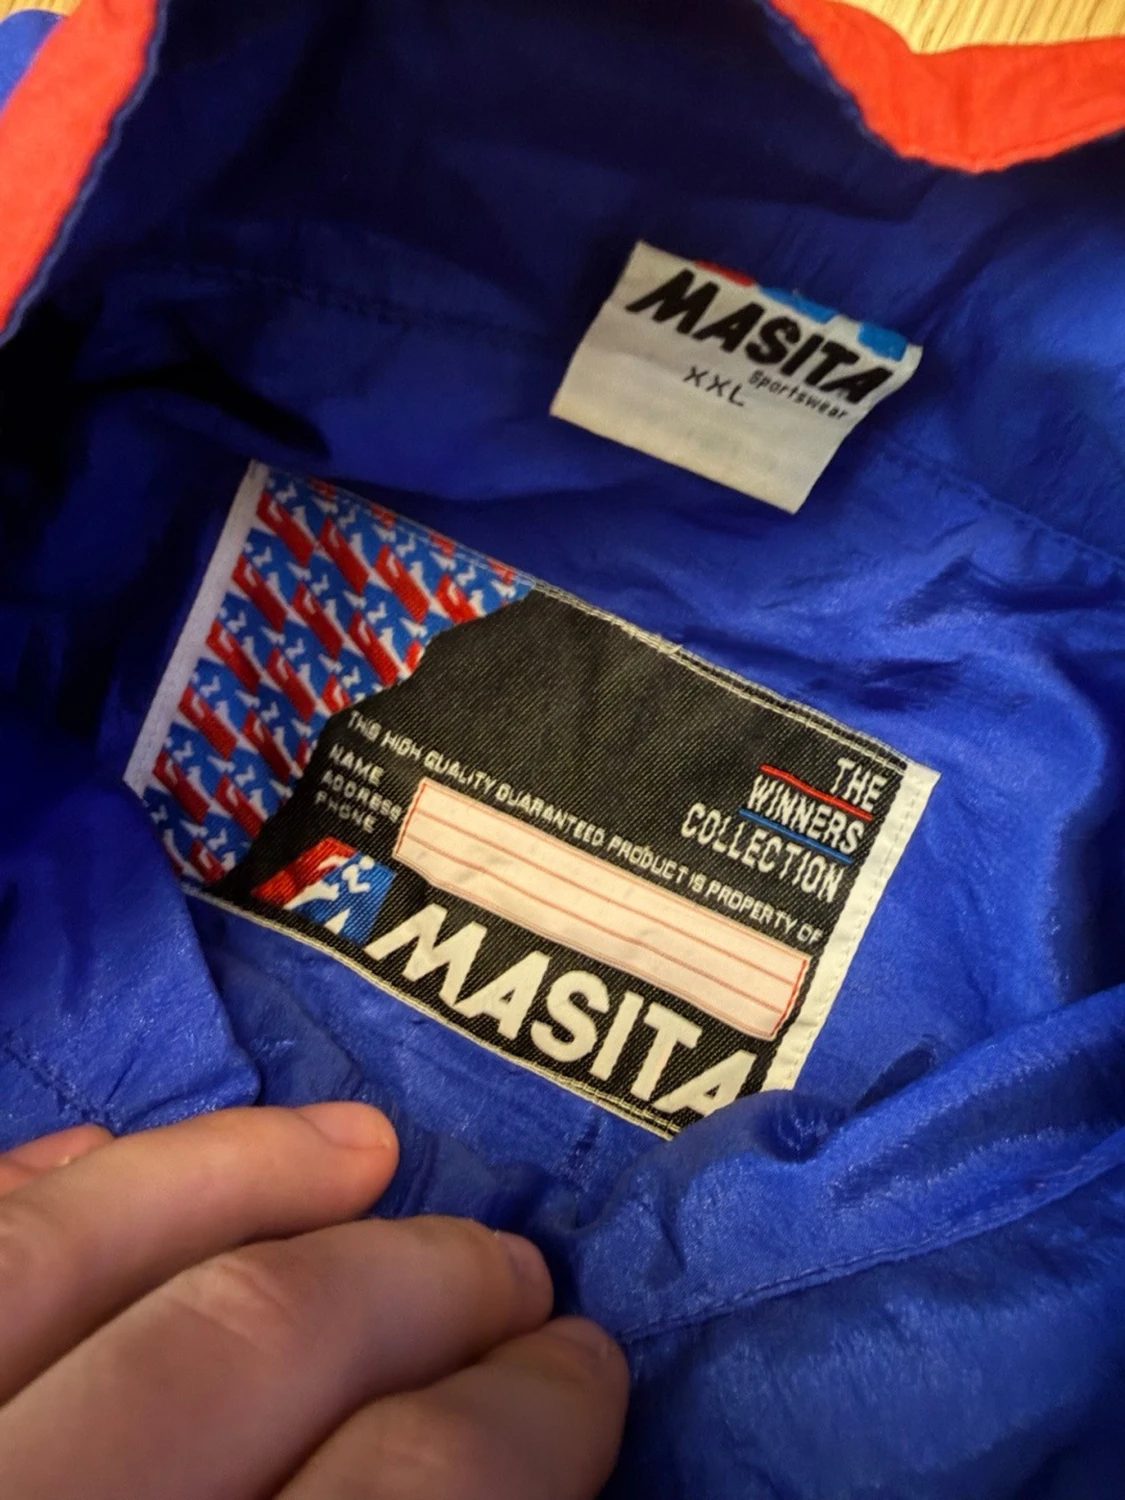 MASITA
Sportswear
XXL
THE
WINNERS
COLLECTION
THIS HIGH QUALITY GUARANTEED PRODUCT IS PROPERTY OF
NAME
ADDRESS
PHONE
MASITA